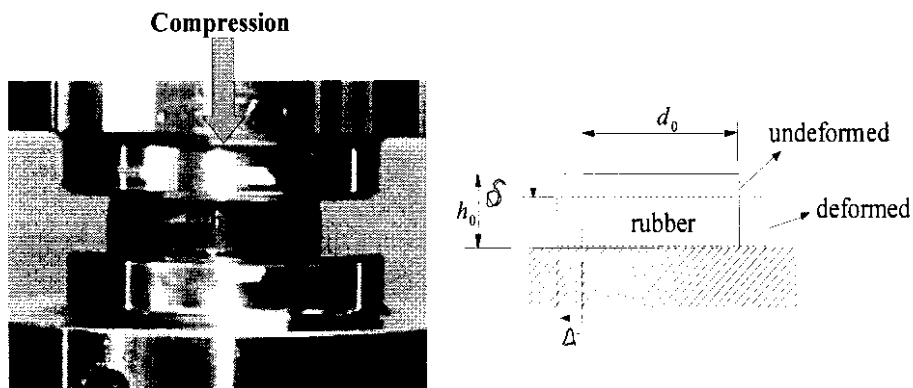 Compression
d₀
undeformed
δ
h₀
rubber
deformed
Δ